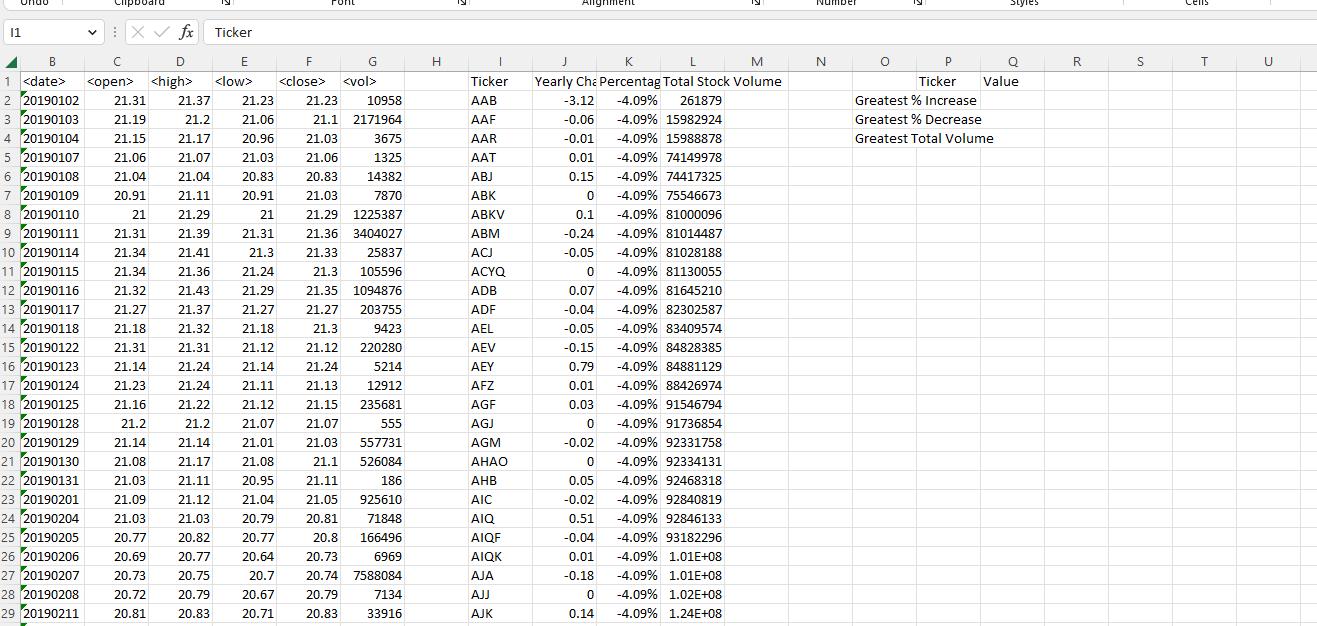 Undo Clipboard Font Alignment Number Styles Cells
I1 fx Ticker
B C D E F G H I J K L M N O P Q R S T U
1 <date> <open> <high> <low> <close> <vol> Ticker Yearly Cha Percentag Total Stock Volume Ticker Value
2 20190102 21.31 21.37 21.23 21.23 10958 AAB -3.12 -4.09% 261879 Greatest % Increase
3 20190103 21.19 21.2 21.06 21.1 2171964 AAF -0.06 -4.09% 15982924 Greatest % Decrease
4 20190104 21.15 21.17 20.96 21.03 3675 AAR -0.01 -4.09% 15988878 Greatest Total Volume
5 20190107 21.06 21.07 21.03 21.06 1325 AAT 0.01 -4.09% 74149978
6 20190108 21.04 21.04 20.83 20.83 14382 ABJ 0.15 -4.09% 74417325
7 20190109 20.91 21.11 20.91 21.03 7870 ABK 0 -4.09% 75546673
8 20190110 21 21.29 21 21.29 1225387 ABKV 0.1 -4.09% 81000096
9 20190111 21.31 21.39 21.31 21.36 3404027 ABM -0.24 -4.09% 81014487
10 20190114 21.34 21.41 21.3 21.33 25837 ACJ -0.05 -4.09% 81028188
11 20190115 21.34 21.36 21.24 21.3 105596 ACYQ 0 -4.09% 81130055
12 20190116 21.32 21.43 21.29 21.35 1094876 ADB 0.07 -4.09% 81645210
13 20190117 21.27 21.37 21.27 21.27 203755 ADF -0.04 -4.09% 82302587
14 20190118 21.18 21.32 21.18 21.3 9423 AEL -0.05 -4.09% 83409574
15 20190122 21.31 21.31 21.12 21.12 220280 AEV -0.15 -4.09% 84828385
16 20190123 21.14 21.24 21.14 21.24 5214 AEY 0.79 -4.09% 84881129
17 20190124 21.23 21.24 21.11 21.13 12912 AFZ 0.01 -4.09% 88426974
18 20190125 21.16 21.22 21.12 21.15 235681 AGF 0.03 -4.09% 91546794
19 20190128 21.2 21.2 21.07 21.07 555 AGJ 0 -4.09% 91736854
20 20190129 21.14 21.14 21.01 21.03 557731 AGM -0.02 -4.09% 92331758
21 20190130 21.08 21.17 21.08 21.1 526084 AHAO 0 -4.09% 92334131
22 20190131 21.03 21.11 20.95 21.11 186 AHB 0.05 -4.09% 92468318
23 20190201 21.09 21.12 21.04 21.05 925610 AIC -0.02 -4.09% 92840819
24 20190204 21.03 21.03 20.79 20.81 71848 AIQ 0.51 -4.09% 92846133
25 20190205 20.77 20.82 20.77 20.8 166496 AIQF -0.04 -4.09% 93182296
26 20190206 20.69 20.77 20.64 20.73 6969 AIQK 0.01 -4.09% 1.01E+08
27 20190207 20.73 20.75 20.7 20.74 7588084 AJA -0.18 -4.09% 1.01E+08
28 20190208 20.72 20.79 20.67 20.79 7134 AJJ 0 -4.09% 1.02E+08
29 20190211 20.81 20.83 20.71 20.83 33916 AJK 0.14 -4.09% 1.24E+08